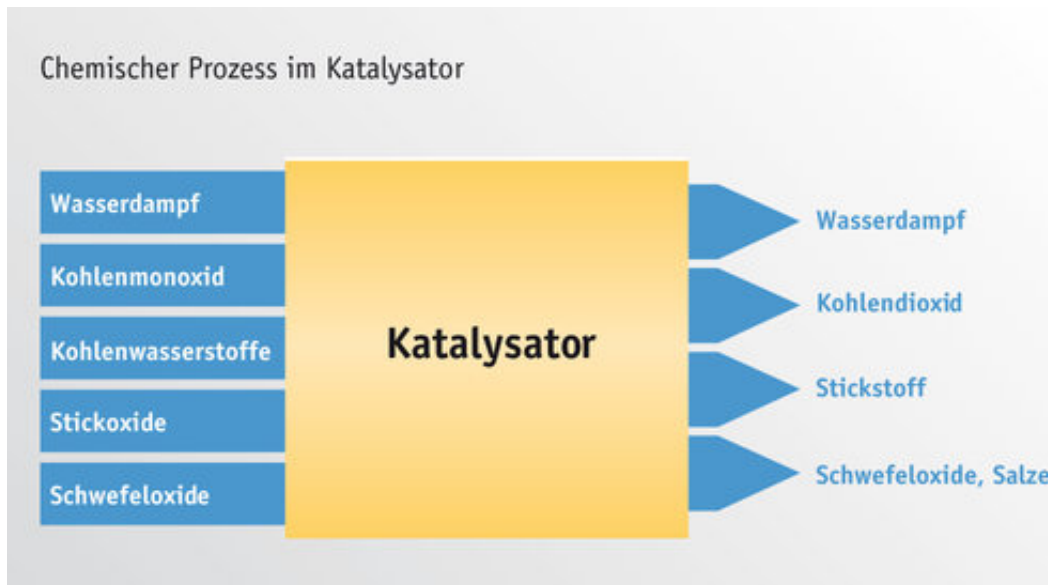 Chemischer Prozess im Katalysator
Wasserdampf
Kohlenmonoxid
Kohlenwasserstoffe
Stickoxide
Schwefeloxide
Katalysator
Wasserdampf
Kohlendioxid
Stickstoff
Schwefeloxide, Salze